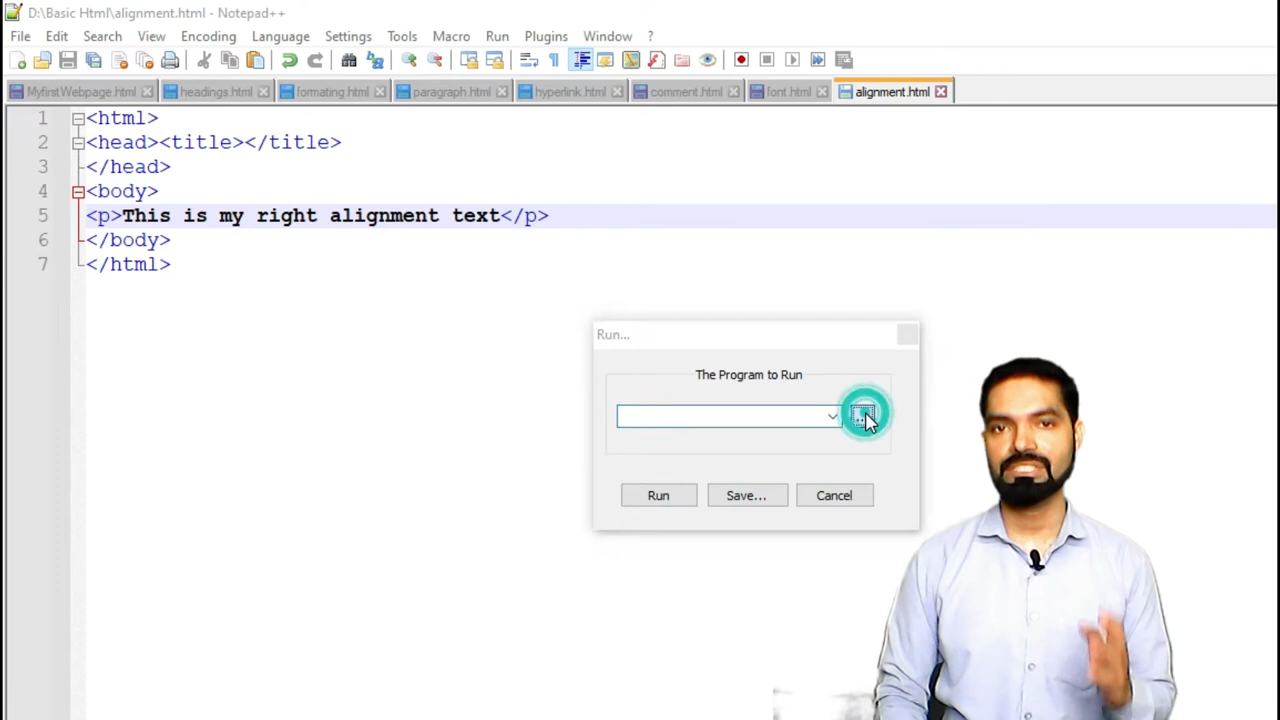 D:\Basic Html\alignment.html - Notepad++
File Edit Search View Encoding Language Settings Tools Macro Run Plugins Window ?
MyfirstWebpage.html headings.html formating.html paragraph.html hyperlink.html comment.html font.html alignment.html
1 <html>
2 <head><title></title>
3 </head>
4 <body>
5 <p>This is my right alignment text</p>
6 </body>
7 </html>
Run...
The Program to Run
...
Run Save... Cancel